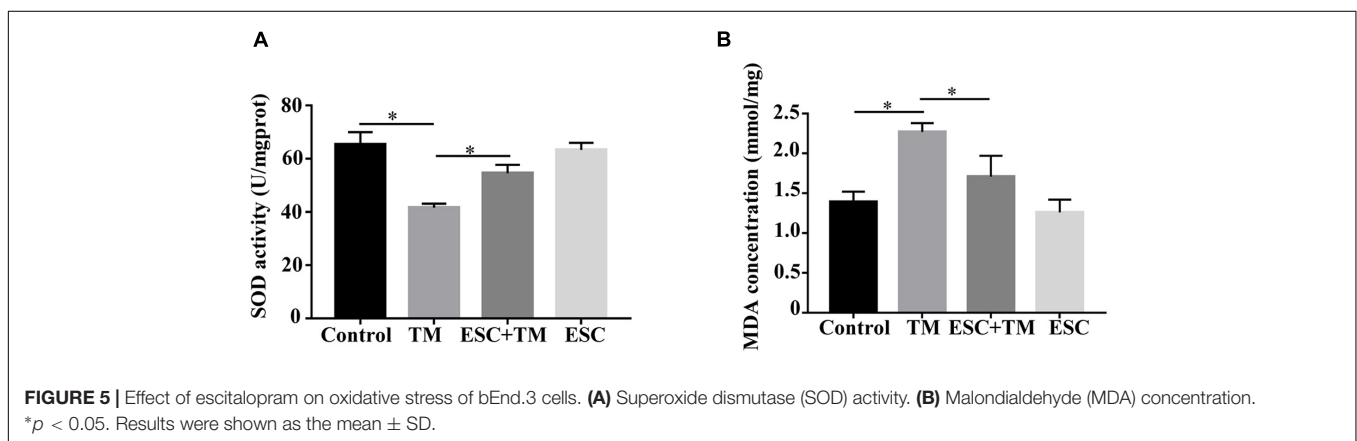 A
SOD activity (U/mgprot)
80
60
40
20
0
*
*
Control TM ESC+TM ESC
B
MDA concentration (mmol/mg)
2.5
2.0
1.5
1.0
0.5
0
*
*
Control TM ESC+TM ESC
FIGURE 5 | Effect of escitalopram on oxidative stress of bEnd.3 cells. (A) Superoxide dismutase (SOD) activity. (B) Malondialdehyde (MDA) concentration.
*p < 0.05. Results were shown as the mean ± SD.